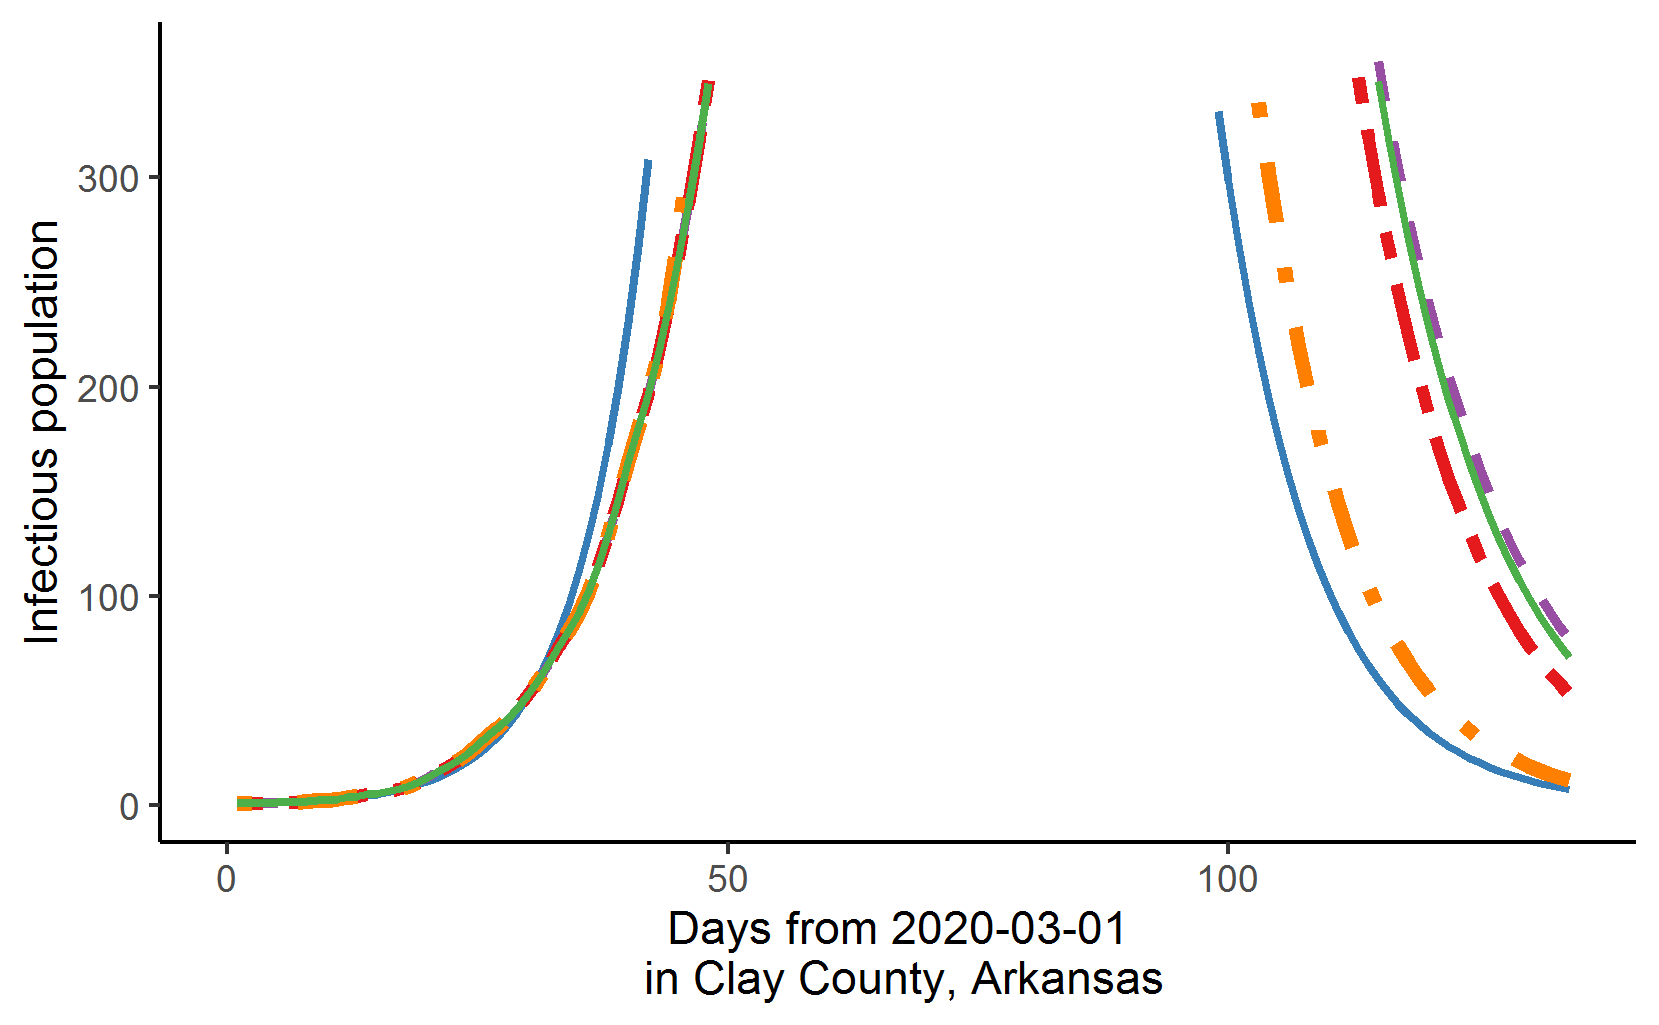 Infectious population
300
200
100
0
0 50 100
Days from 2020-03-01
in Clay County, Arkansas